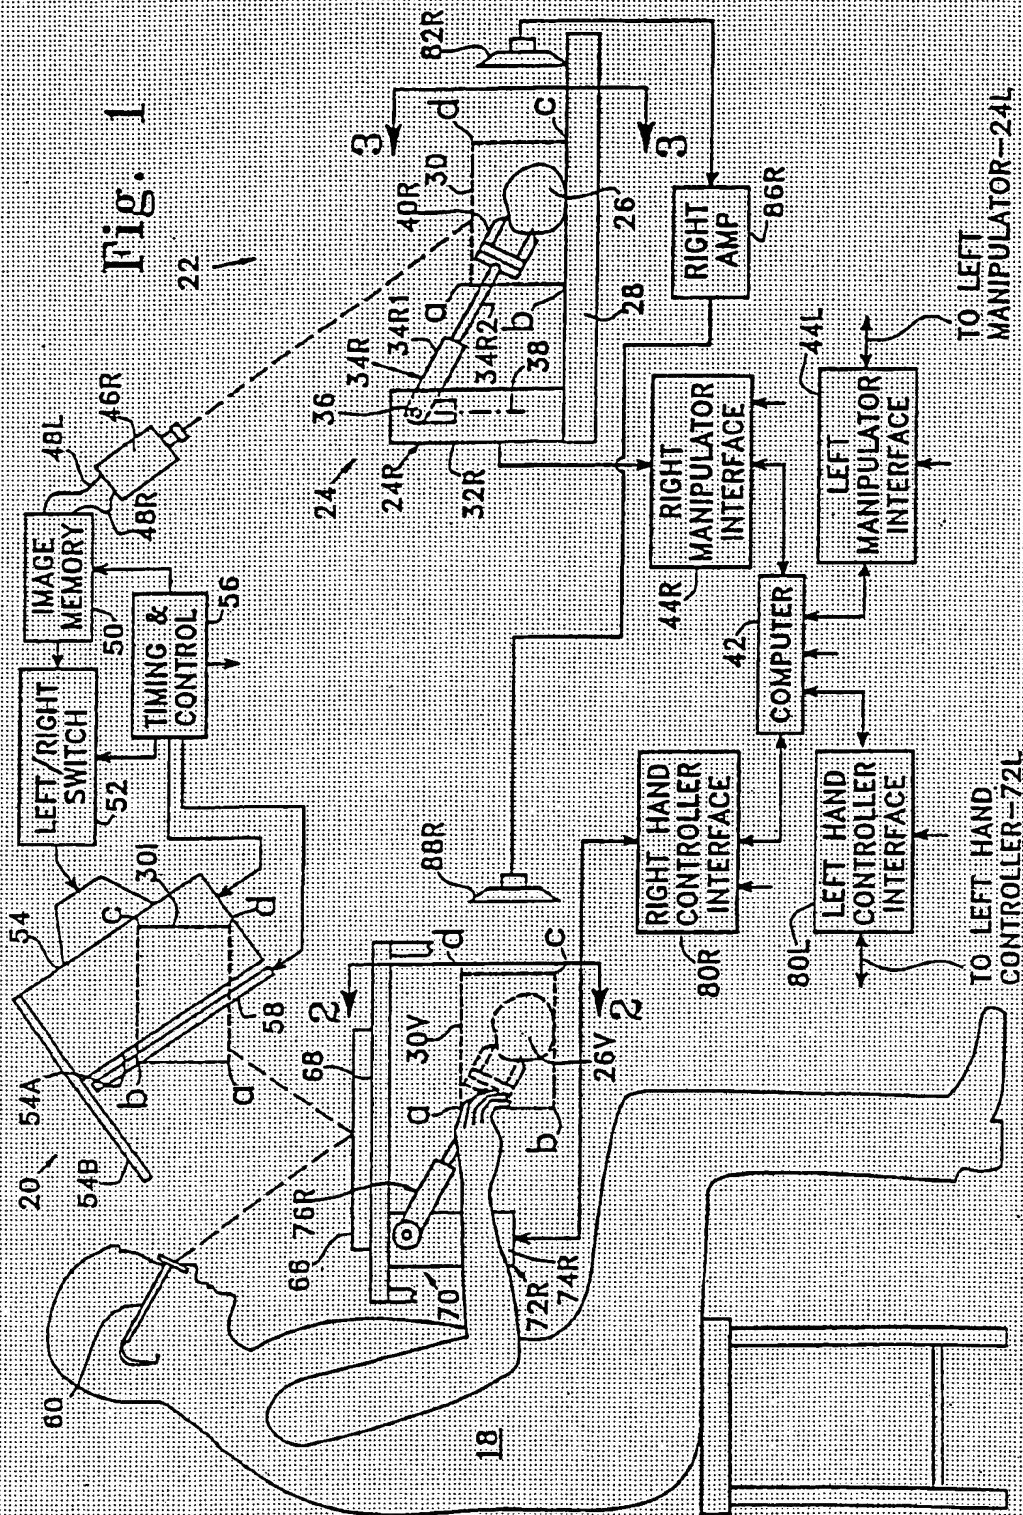 Fig. 1
22
20
54B
54A
54
b
a
c
d
30I
58
LEFT/RIGHT
SWITCH
52
IMAGE
MEMORY
50
TIMING &
CONTROL
56
48L
48R
46R
60
18
66
68
76R
70
72R
74R
30V
26V
a
b
c
d
2
2
88R
24
24R
32R
36
34R
34R1
34R2
38
28
a
b
c
d
40R
30
26
3
3
82R
RIGHT
AMP
86R
RIGHT
MANIPULATOR
INTERFACE
44R
LEFT
MANIPULATOR
INTERFACE
44L
TO LEFT
MANIPULATOR-24L
42
COMPUTER
RIGHT HAND
CONTROLLER
INTERFACE
80R
LEFT HAND
CONTROLLER
INTERFACE
80L
TO LEFT HAND
CONTROLLER-72L